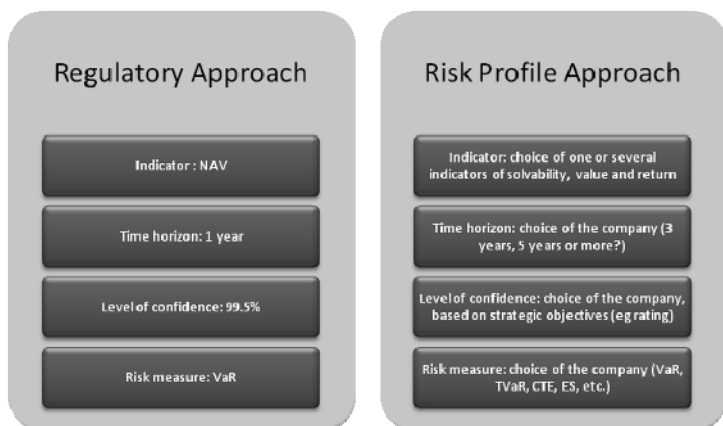 Regulatory Approach
Indicator : NAV
Time horizon: 1 year
Level of confidence: 99.5%
Risk measure: VaR
Risk Profile Approach
Indicator: choice of one or several
indicators of solvability, value and return
Time horizon: choice of the company (3
years, 5 years or more?)
Level of confidence: choice of the company,
based on strategic objectives (eg rating)
Risk measure: choice of the company (VaR,
TVaR, CTE, ES, etc.)